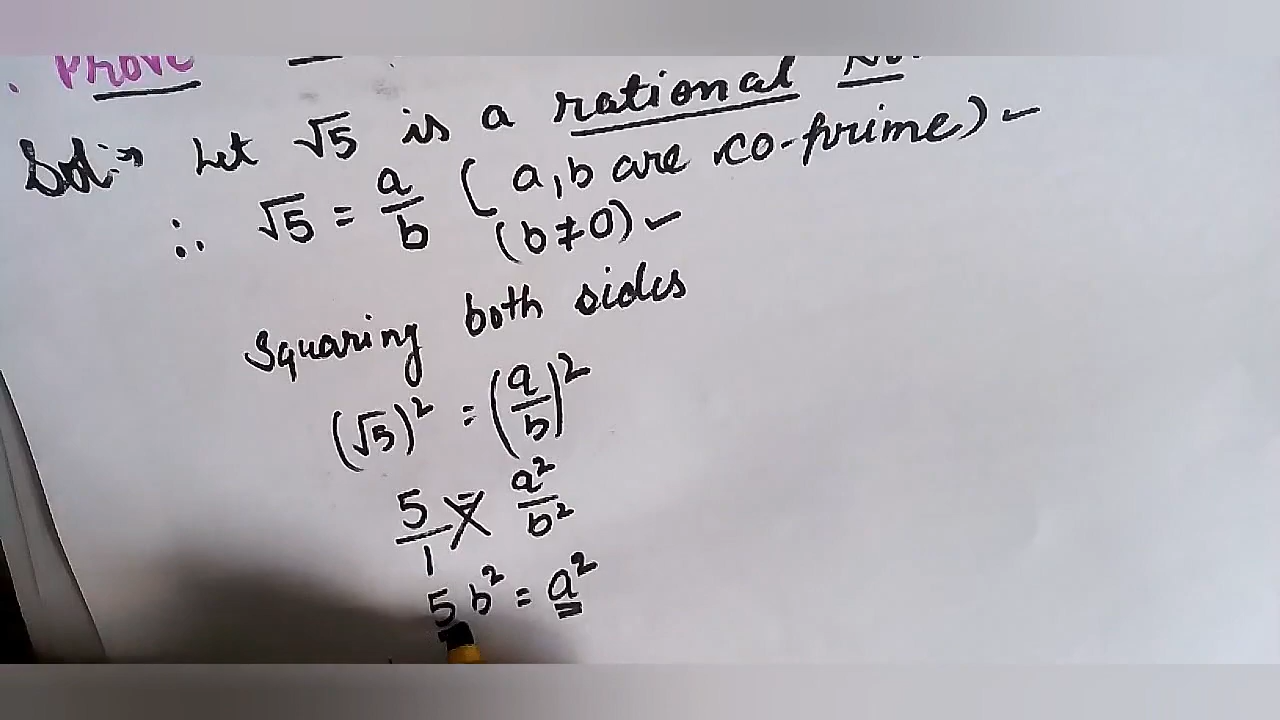 Prove
Sol:⇒ Let √5 is a rational No.
∴ √5 = a/b (a, b are co-prime) ✓
(b ≠ 0) ✓
Squaring both sides
(√5)² = (a/b)²
5/1 = a²/b²
5b² = a²